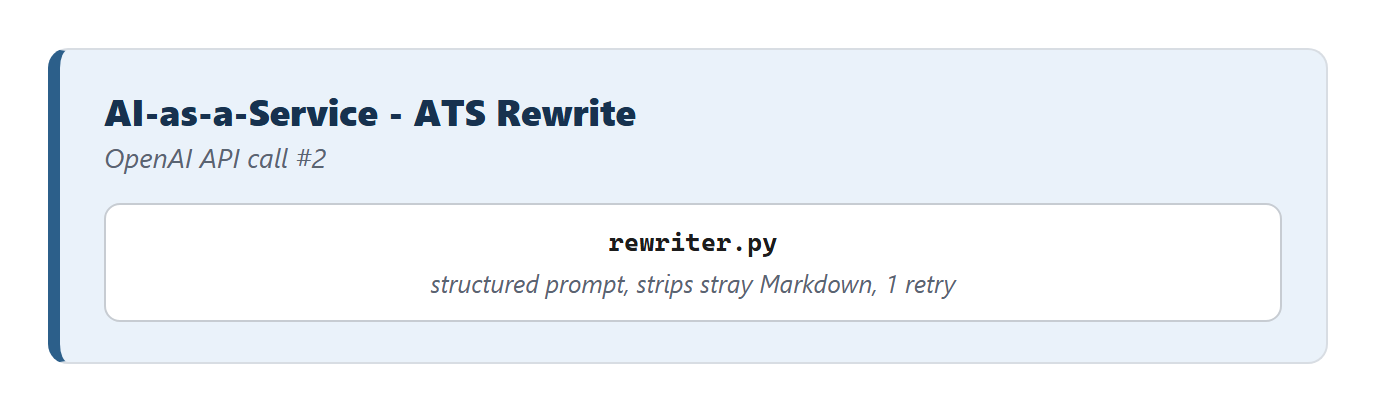 AI-as-a-Service - ATS Rewrite
OpenAI API call #2
rewriter.py
structured prompt, strips stray Markdown, 1 retry